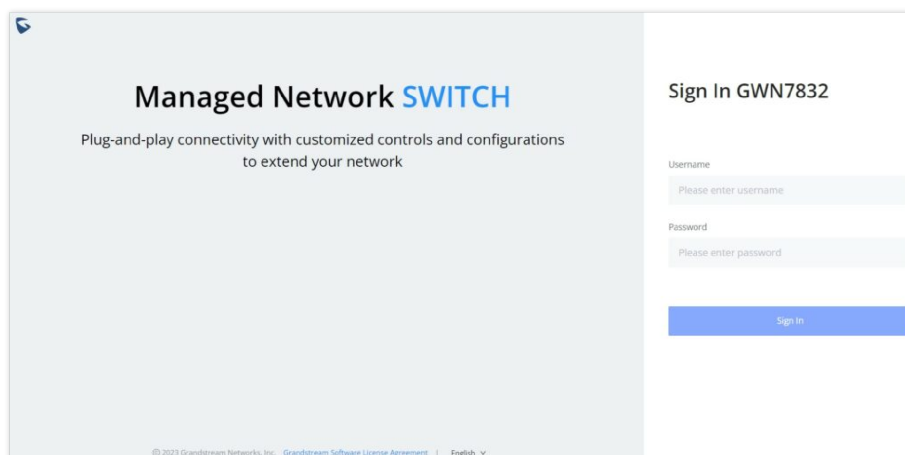 Managed Network SWITCH
Plug-and-play connectivity with customized controls and configurations
to extend your network
© 2023 Grandstream Networks, Inc. Grandstream Software License Agreement | English
Sign In GWN7832
Username
Please enter username
Password
Please enter password
Sign In